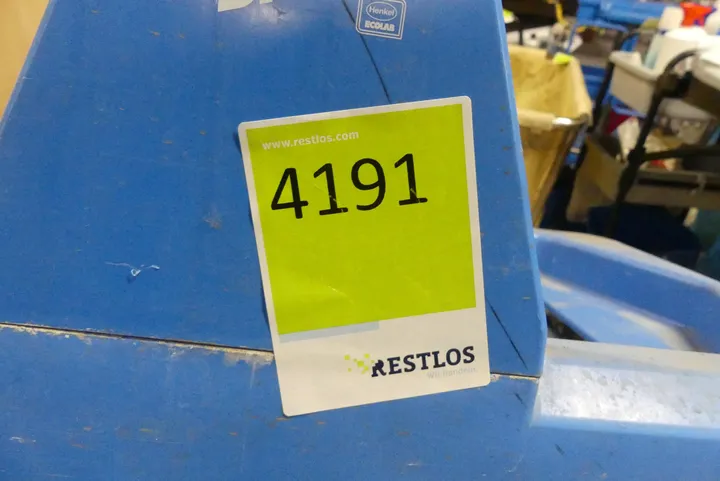 Henkel
ECOLAB
www.restlos.com
4191
RESTLOS